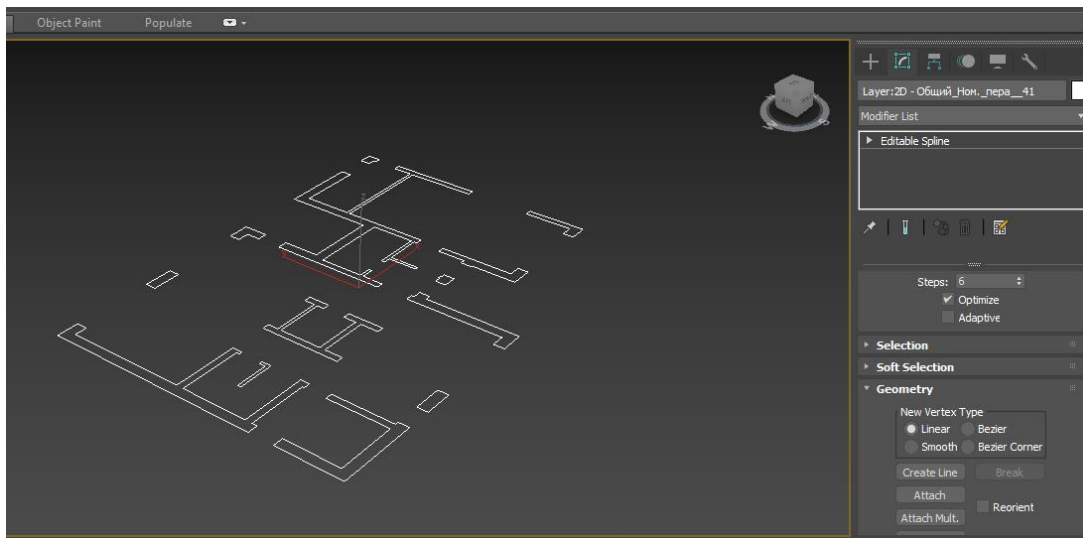 Object Paint Populate
Layer:2D - Общий_Ном._пера__41
Modifier List
Editable Spline
Steps: 6
Optimize
Adaptive
Selection
Soft Selection
Geometry
New Vertex Type
Linear Bezier
Smooth Bezier Corner
Create Line Break
Attach
Reorient
Attach Mult.